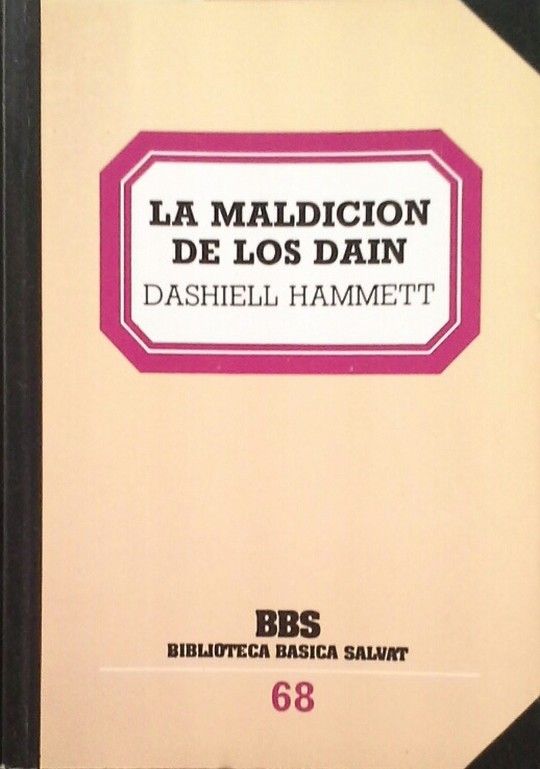 LA MALDICION
DE LOS DAIN
DASHIELL HAMMETT
BBS
BIBLIOTECA BASICA SALVAT
68